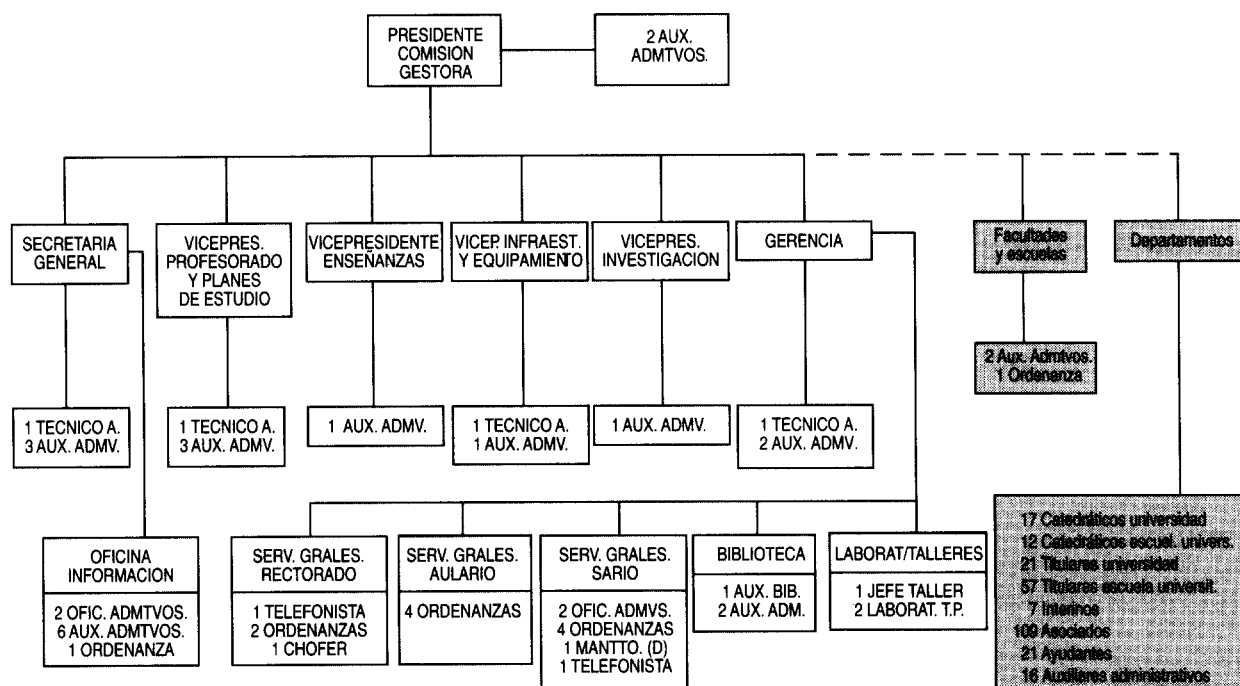 PRESIDENTE
COMISION
GESTORA
2 AUX.
ADMTVOS.
SECRETARIA
GENERAL
VICEPRES.
PROFESORADO
Y PLANES
DE ESTUDIO
VICEPRESIDENTE
ENSEÑANZAS
VICEP. INFRAEST.
Y EQUIPAMIENTO
VICEPRES.
INVESTIGACION
GERENCIA
Facultades
y escuelas
Departamentos
2 Aux. Admtvos.
1 Ordenanza
1 TECNICO A.
3 AUX. ADMV.
1 TECNICO A.
3 AUX. ADMV.
1 AUX. ADMV.
1 TECNICO A.
1 AUX. ADMV.
1 AUX. ADMV.
1 TECNICO A.
2 AUX. ADMV.
OFICINA
INFORMACION
2 OFIC. ADMTVOS.
6 AUX. ADMTVOS.
1 ORDENANZA
SERV. GRALES.
RECTORADO
1 TELEFONISTA
2 ORDENANZAS
1 CHOFER
SERV. GRALES.
AULARIO
4 ORDENANZAS
SERV. GRALES.
SARIO
2 OFIC. ADMVS.
4 ORDENANZAS
1 MANTTO. (D)
1 TELEFONISTA
BIBLIOTECA
1 AUX. BIB.
2 AUX. ADM.
LABORAT/TALLERES
1 JEFE TALLER
2 LABORAT. T.P.
17 Catedráticos universidad
12 Catedráticos escuel. univers.
21 Titulares universidad
57 Titulares escuela universit.
7 Interinos
109 Asociados
21 Ayudantes
16 Auxiliares administrativos